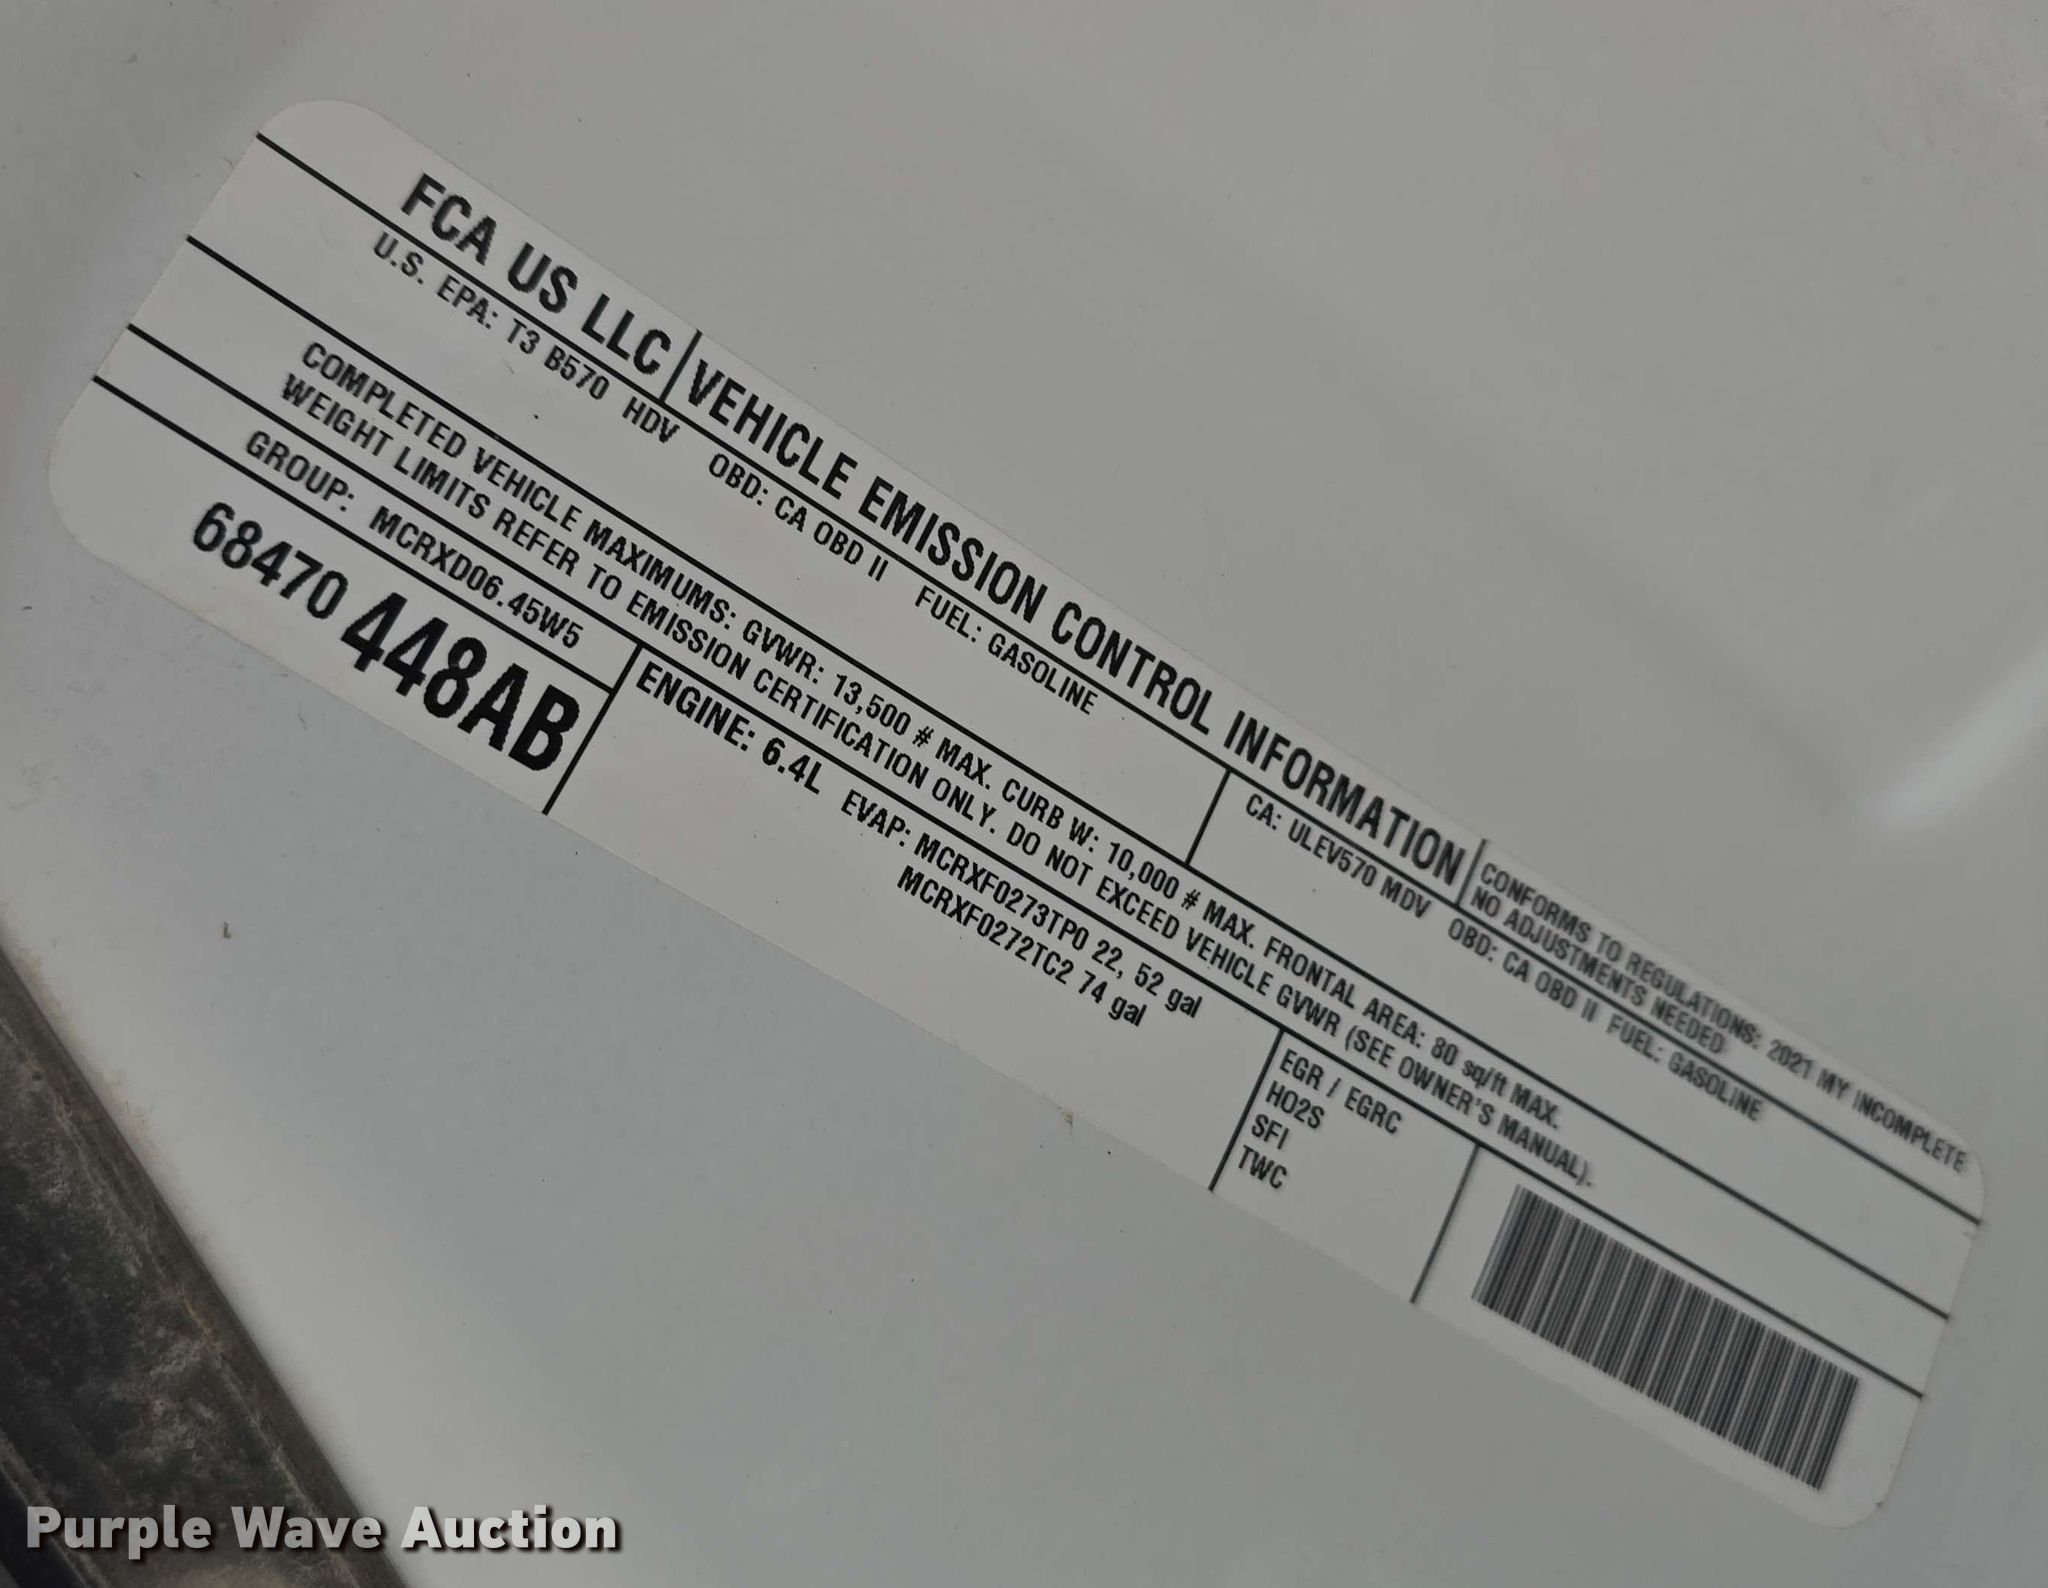 FCA US LLC VEHICLE EMISSION CONTROL INFORMATION
CONFORMS TO REGULATIONS: 2021 MY INCOMPLETE
NO ADJUSTMENTS NEEDED
U.S. EPA: T3 B570 HDV OBD: CA OBD II FUEL: GASOLINE
CA: ULEV570 MDV OBD: CA OBD II FUEL: GASOLINE
COMPLETED VEHICLE MAXIMUMS: GVWR: 13,500 # MAX. CURB W: 10,000 # MAX. FRONTAL AREA: 80 sq/ft MAX.
WEIGHT LIMITS REFER TO EMISSION CERTIFICATION ONLY. DO NOT EXCEED VEHICLE GVWR (SEE OWNER'S MANUAL).
GROUP: MCRXD06.45W5
68470 448AB
ENGINE: 6.4L EVAP: MCRXF0273TP0 22, 52 gal
MCRXF0272TC2 74 gal
EGR / EGRC
HO2S
SFI
TWC
Purple Wave Auction